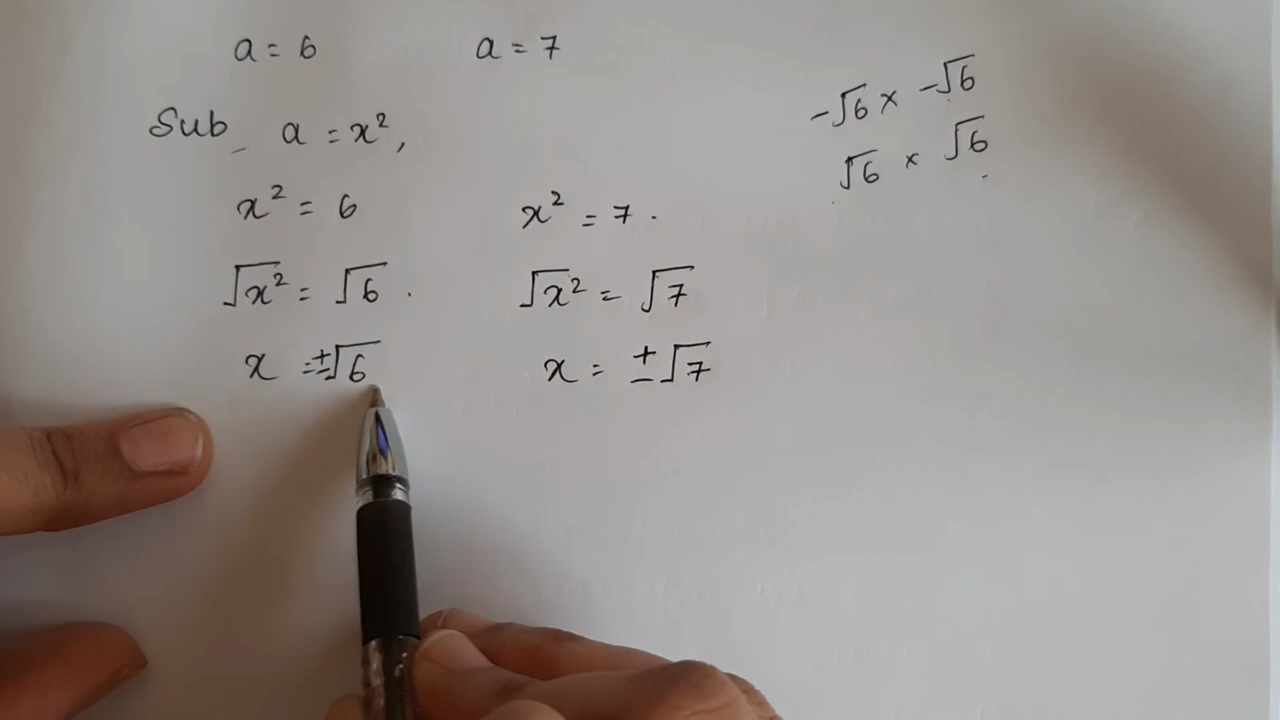 a = 6 a = 7
-√6 × -√6
Sub a = x²,
√6 × √6
x² = 6 x² = 7.
√x² = √6. √x² = √7
x = ±√6 x = ±√7